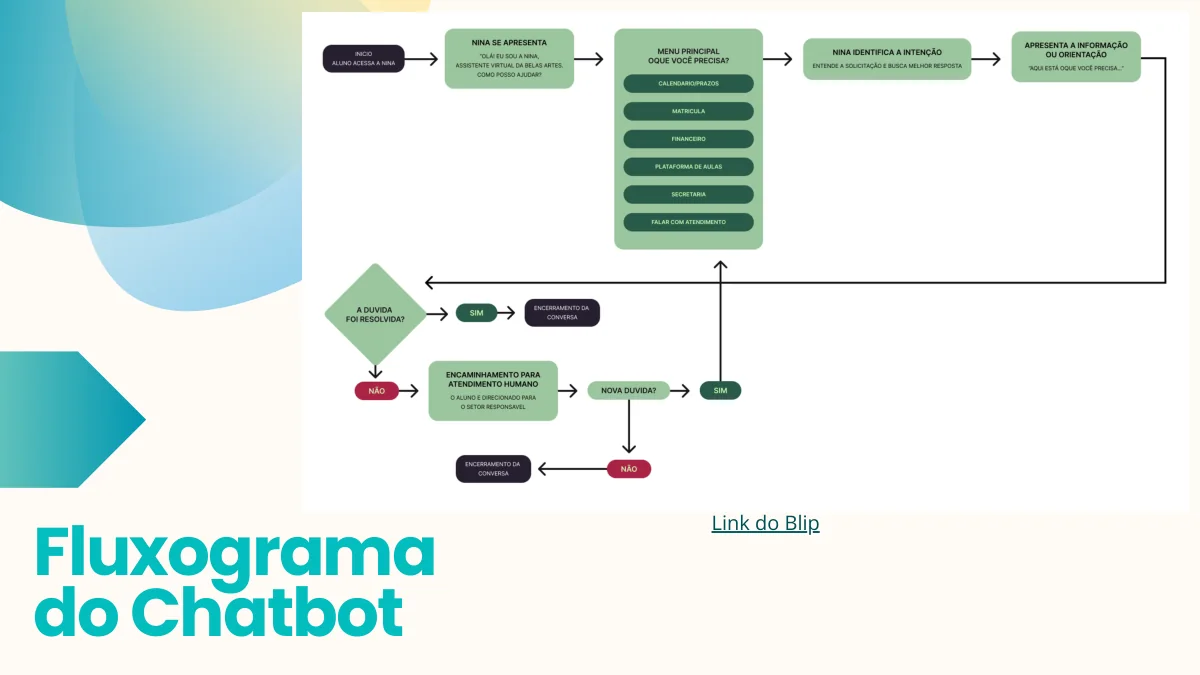 INICIO
ALUNO ACESSA A NINA
NINA SE APRESENTA
"OLÁ! EU SOU A NINA,
ASSISTENTE VIRTUAL DA BELAS ARTES.
COMO POSSO AJUDAR?
MENU PRINCIPAL
OQUE VOCÊ PRECISA?
CALENDARIO/PRAZOS
MATRICULA
FINANCEIRO
PLATAFORMA DE AULAS
SECRETARIA
FALAR COM ATENDIMENTO
NINA IDENTIFICA A INTENÇÃO
ENTENDE A SOLICITAÇÃO E BUSCA MELHOR RESPOSTA
APRESENTA A INFORMAÇÃO
OU ORIENTAÇÃO
"AQUI ESTÁ OQUE VOCÊ PRECISA..."
A DUVIDA
FOI RESOLVIDA?
SIM
ENCERRAMENTO DA
CONVERSA
NÃO
ENCAMINHAMENTO PARA
ATENDIMENTO HUMANO
O ALUNO E DIRECIONADO PARA
O SETOR RESPONSAVEL
NOVA DUVIDA?
SIM
NÃO
ENCERRAMENTO DA
CONVERSA
Link do Blip
Fluxograma
do Chatbot